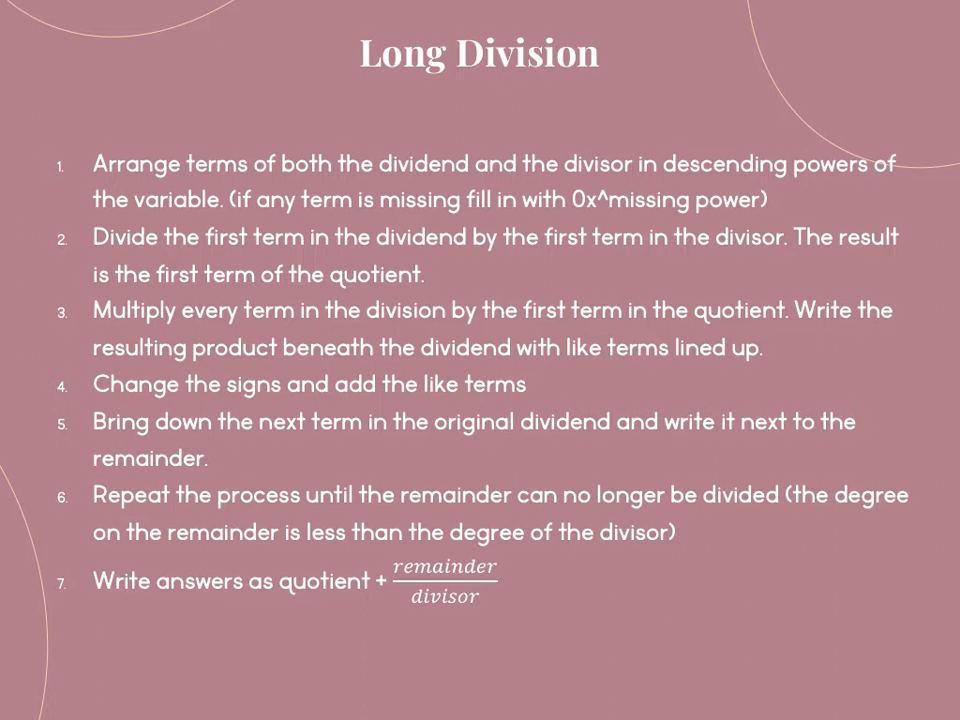 Long Division
1. Arrange terms of both the dividend and the divisor in descending powers of
the variable. (if any term is missing fill in with 0x^missing power)
2. Divide the first term in the dividend by the first term in the divisor. The result
is the first term of the quotient.
3. Multiply every term in the division by the first term in the quotient. Write the
resulting product beneath the dividend with like terms lined up.
4. Change the signs and add the like terms
5. Bring down the next term in the original dividend and write it next to the
remainder.
6. Repeat the process until the remainder can no longer be divided (the degree
on the remainder is less than the degree of the divisor)
7. Write answers as quotient + remainder
divisor